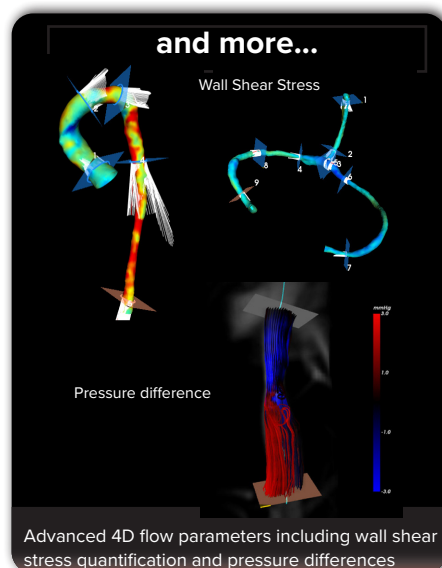 and more...
Wall Shear Stress
1
2
3
4
5
6
7
8
9
Pressure difference
mmHg
3.0
1.0
-1.0
-3.0
Advanced 4D flow parameters including wall shear
stress quantification and pressure differences